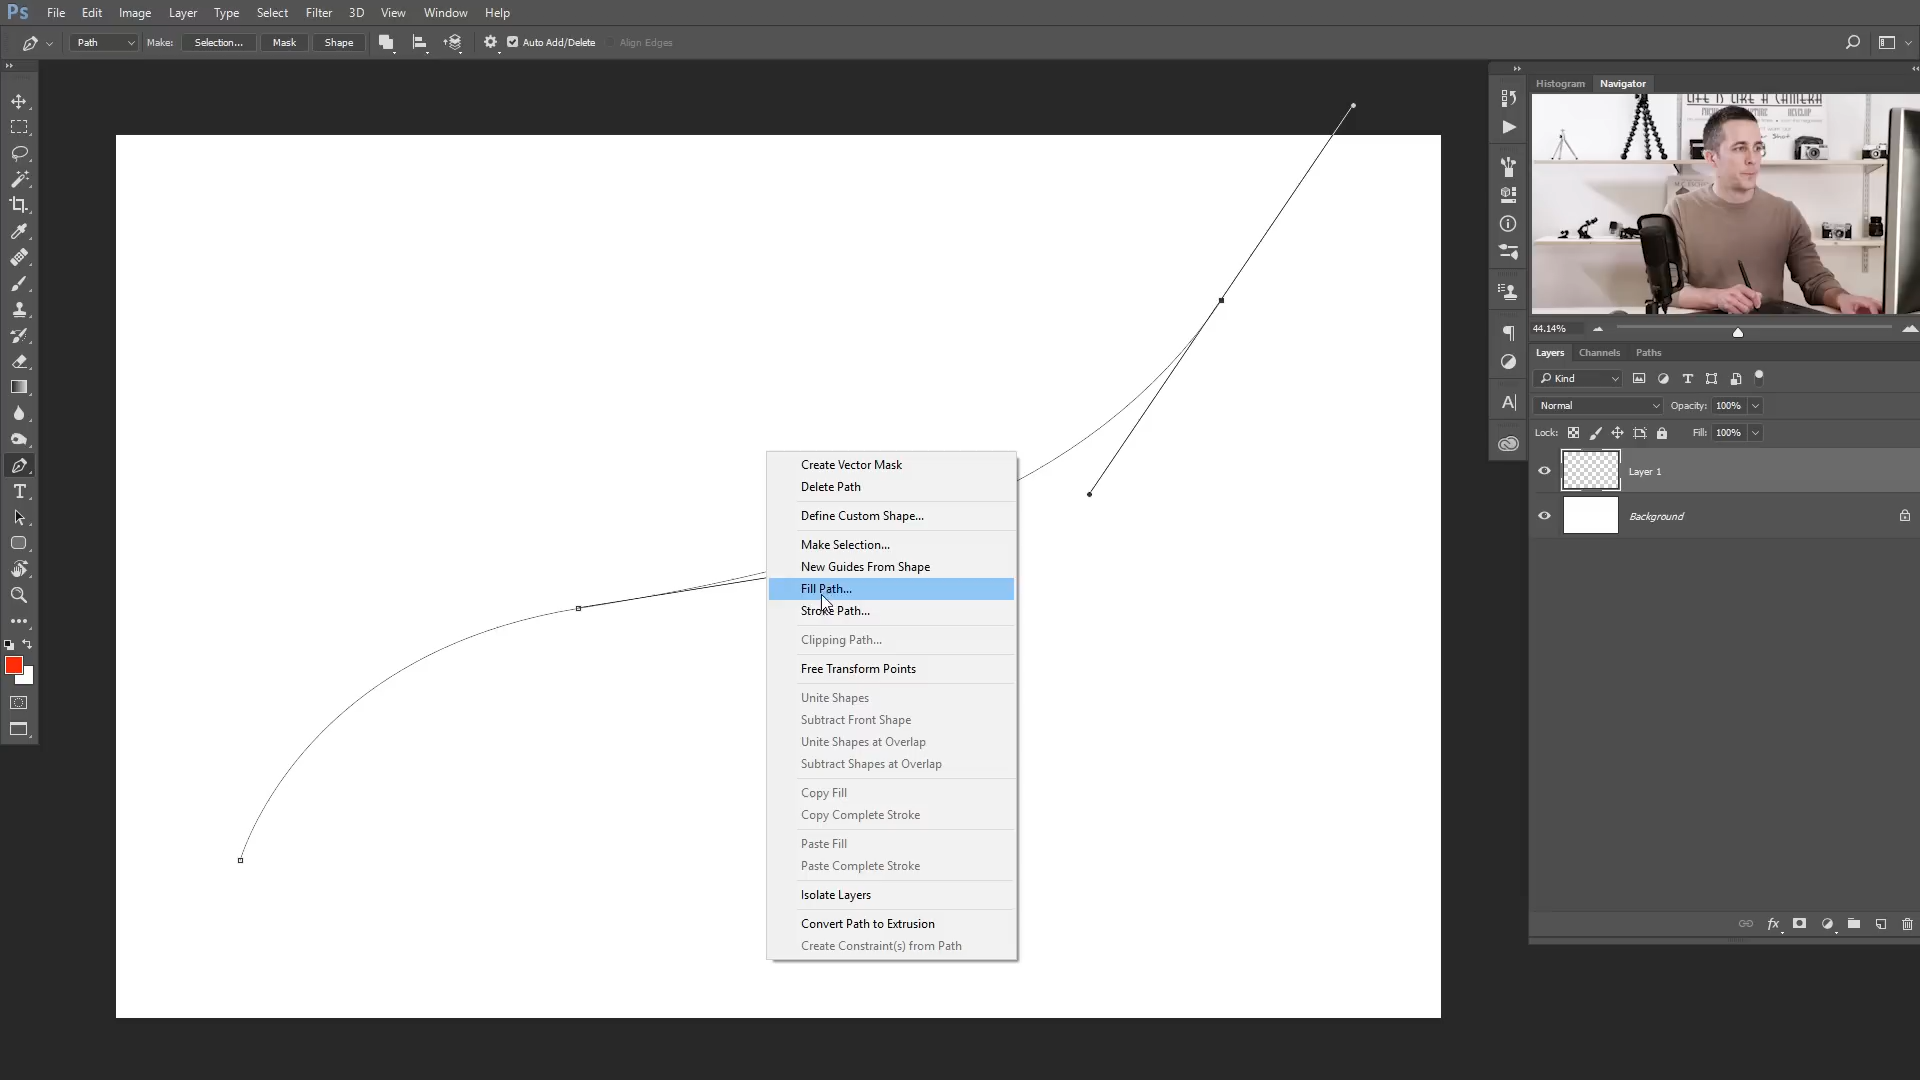 Ps File Edit Image Layer Type Select Filter 3D View Window Help
Path Make: Selection... Mask Shape Auto Add/Delete Align Edges
Histogram Navigator
LIFE IS LIKE A CAMERA
44.14%
Layers Channels Paths
Kind
Normal Opacity: 100%
Lock: Fill: 100%
Layer 1
Background
Create Vector Mask
Delete Path
Define Custom Shape...
Make Selection...
New Guides From Shape
Fill Path...
Stroke Path...
Clipping Path...
Free Transform Points
Unite Shapes
Subtract Front Shape
Unite Shapes at Overlap
Subtract Shapes at Overlap
Copy Fill
Copy Complete Stroke
Paste Fill
Paste Complete Stroke
Isolate Layers
Convert Path to Extrusion
Create Constraint(s) from Path